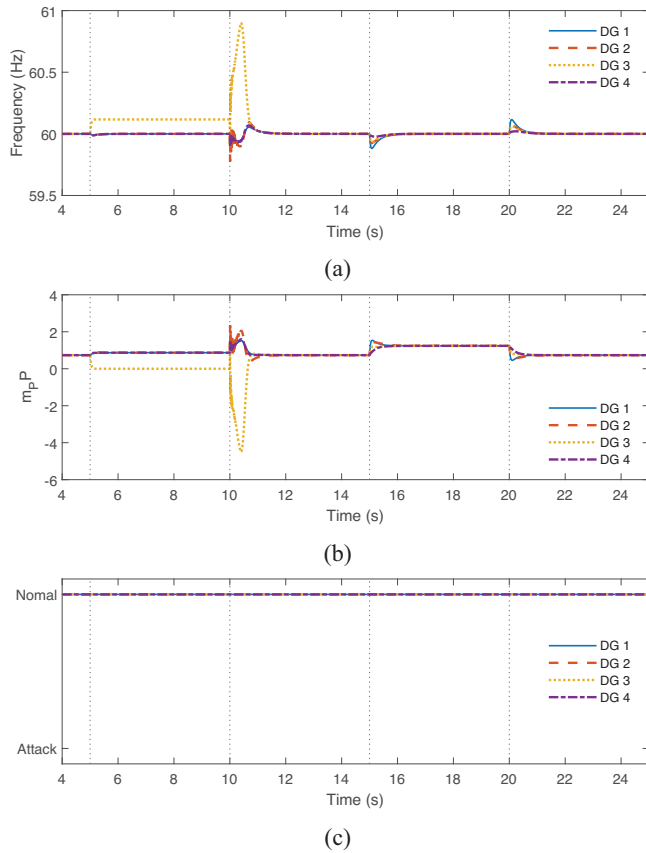 61
60.5
60
59.5
Frequency (Hz)
DG 1
DG 2
DG 3
DG 4
4 6 8 10 12 14 16 18 20 22 24
Time (s)
(a)
4
2
0
-2
-4
-6
mPP
DG 1
DG 2
DG 3
DG 4
4 6 8 10 12 14 16 18 20 22 24
Time (s)
(b)
Nomal
Attack
DG 1
DG 2
DG 3
DG 4
4 6 8 10 12 14 16 18 20 22 24
Time (s)
(c)